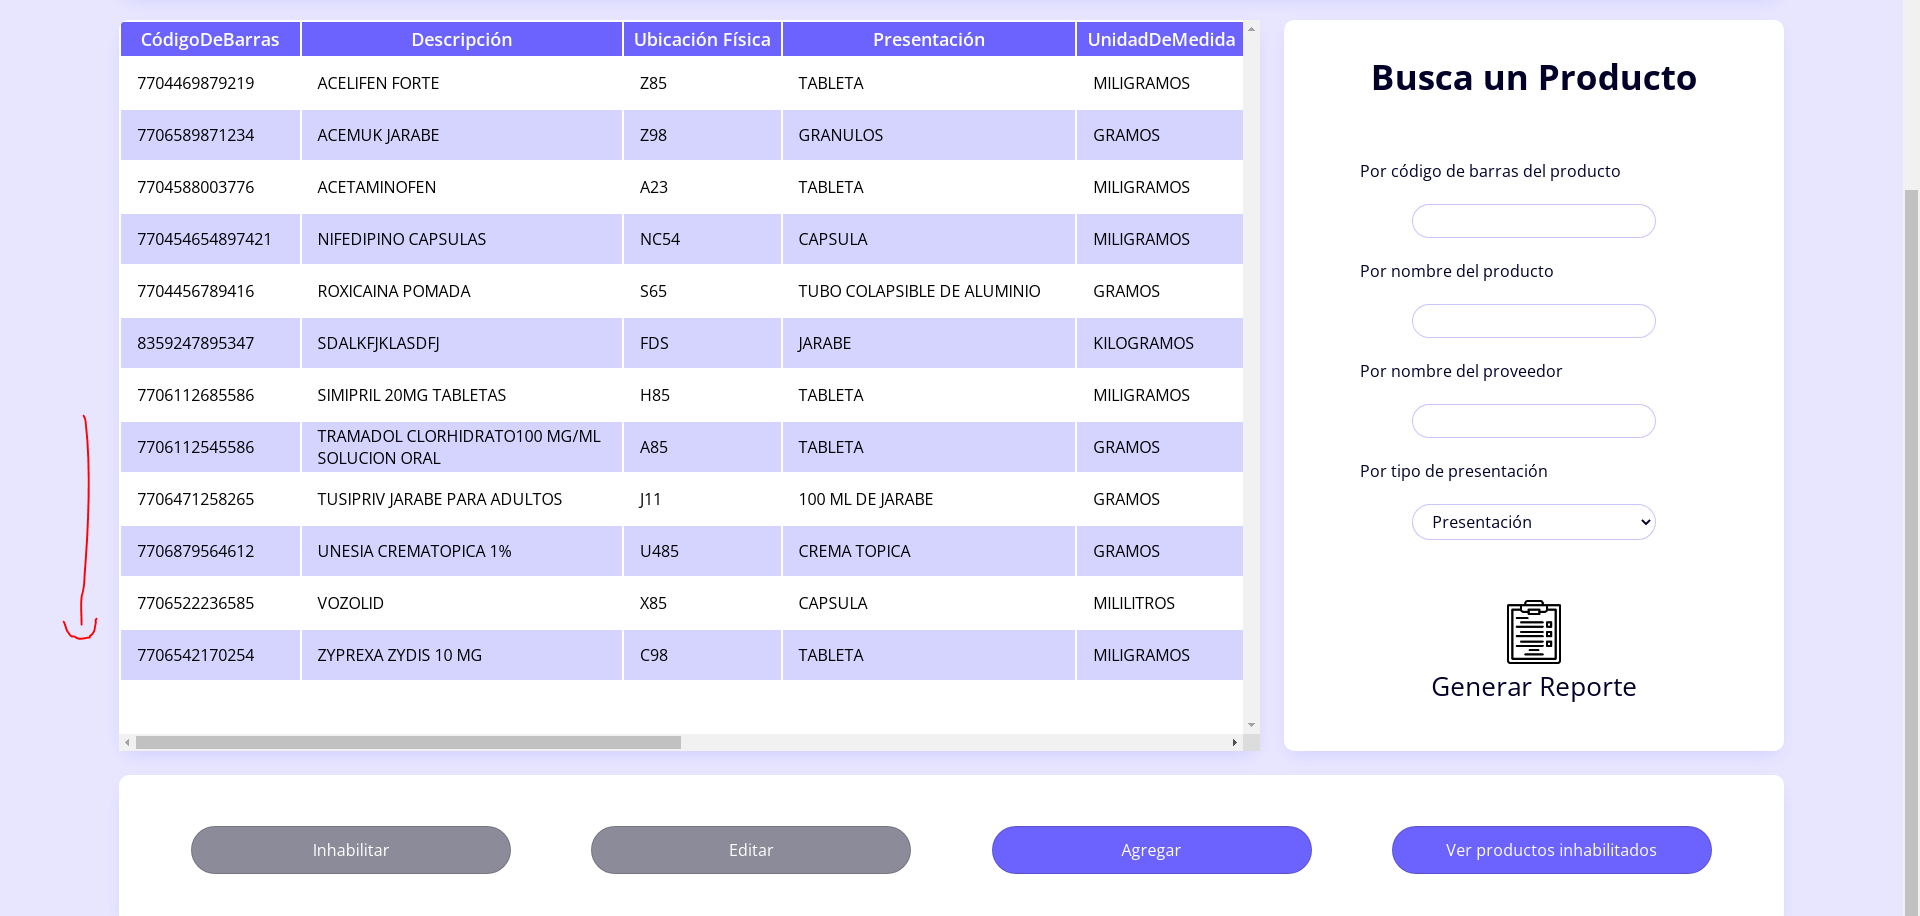 CódigoDeBarras Descripción Ubicación Física Presentación UnidadDeMedida
7704469879219 ACELIFEN FORTE Z85 TABLETA MILIGRAMOS
7706589871234 ACEMUK JARABE Z98 GRANULOS GRAMOS
7704588003776 ACETAMINOFEN A23 TABLETA MILIGRAMOS
770454654897421 NIFEDIPINO CAPSULAS NC54 CAPSULA MILIGRAMOS
7704456789416 ROXICAINA POMADA S65 TUBO COLAPSIBLE DE ALUMINIO GRAMOS
8359247895347 SDALKFJKLASDFJ FDS JARABE KILOGRAMOS
7706112685586 SIMIPRIL 20MG TABLETAS H85 TABLETA MILIGRAMOS
7706112545586 TRAMADOL CLORHIDRATO100 MG/ML
SOLUCION ORAL A85 TABLETA GRAMOS
7706471258265 TUSIPRIV JARABE PARA ADULTOS J11 100 ML DE JARABE GRAMOS
7706879564612 UNESIA CREMATOPICA 1% U485 CREMA TOPICA GRAMOS
7706522236585 VOZOLID X85 CAPSULA MILILITROS
7706542170254 ZYPREXA ZYDIS 10 MG C98 TABLETA MILIGRAMOS
Busca un Producto
Por código de barras del producto
Por nombre del producto
Por nombre del proveedor
Por tipo de presentación
Presentación
Generar Reporte
Inhabilitar Editar Agregar Ver productos inhabilitados